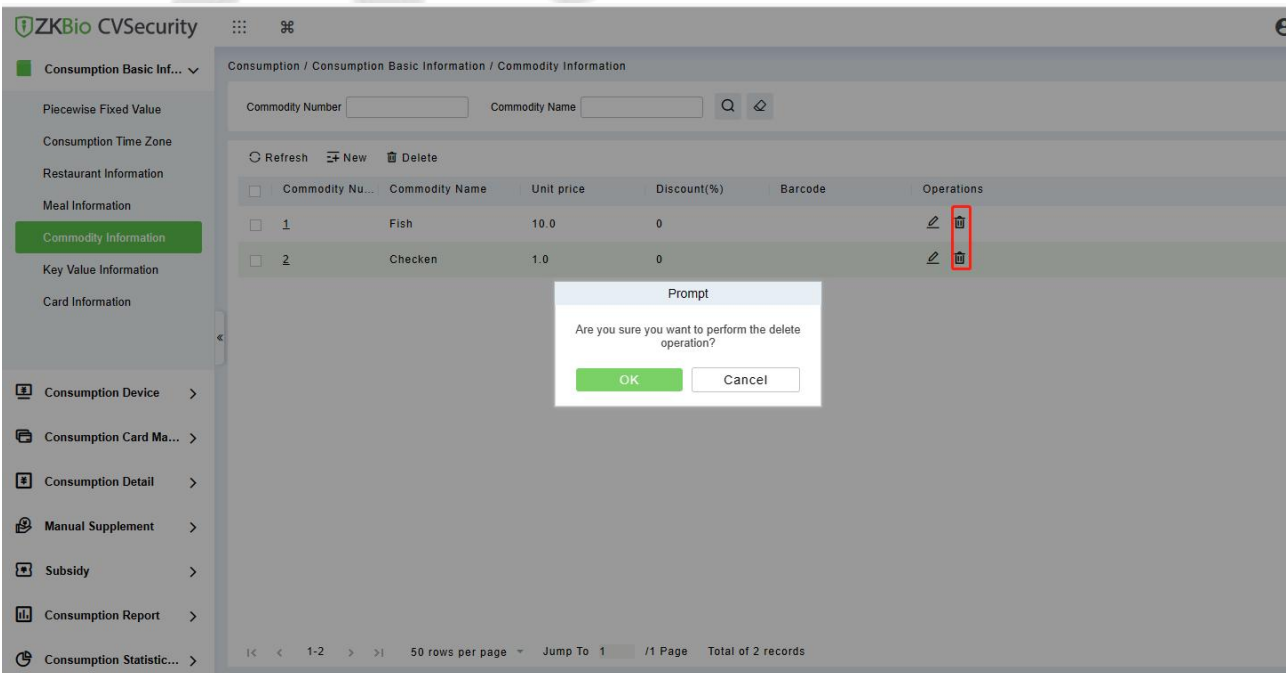 ZKBio CVSecurity
Consumption Basic Inf...
Piecewise Fixed Value
Consumption Time Zone
Restaurant Information
Meal Information
Commodity Information
Key Value Information
Card Information
Consumption Device
Consumption Card Ma...
Consumption Detail
Manual Supplement
Subsidy
Consumption Report
Consumption Statistic...
Consumption / Consumption Basic Information / Commodity Information
Commodity Number Commodity Name
Refresh New Delete
Commodity Nu... Commodity Name Unit price Discount(%) Barcode Operations
1 Fish 10.0 0
2 Checken 1.0 0
Prompt
Are you sure you want to perform the delete
operation?
OK Cancel
1-2 50 rows per page Jump To 1 /1 Page Total of 2 records